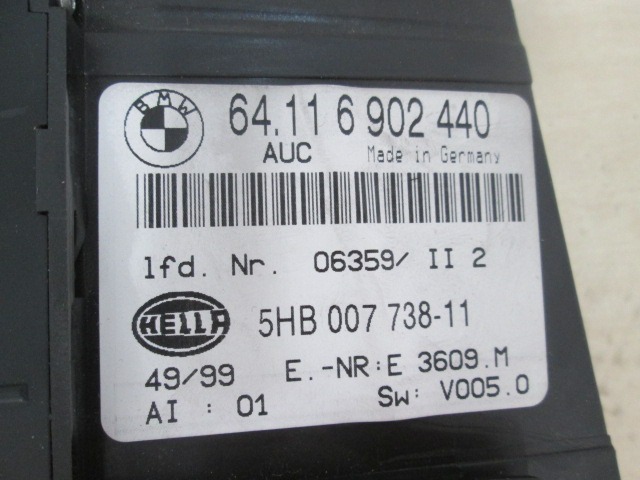 BMW 64.11 6 902 440
AUC Made in Germany
lfd. Nr. 06359/ II 2
HELLA 5HB 007 738-11
49/99 E.-NR:E 3609.M
AI : 01 Sw: V005.0